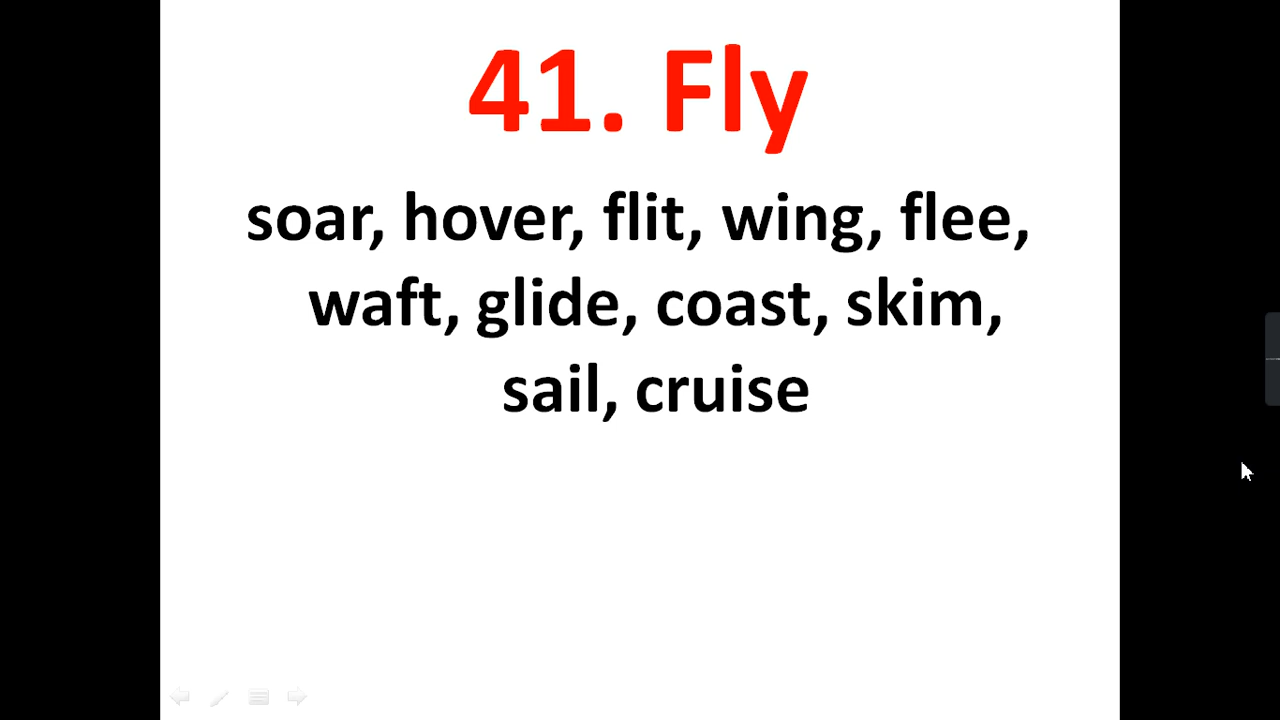 41. Fly
soar, hover, flit, wing, flee,
waft, glide, coast, skim,
sail, cruise